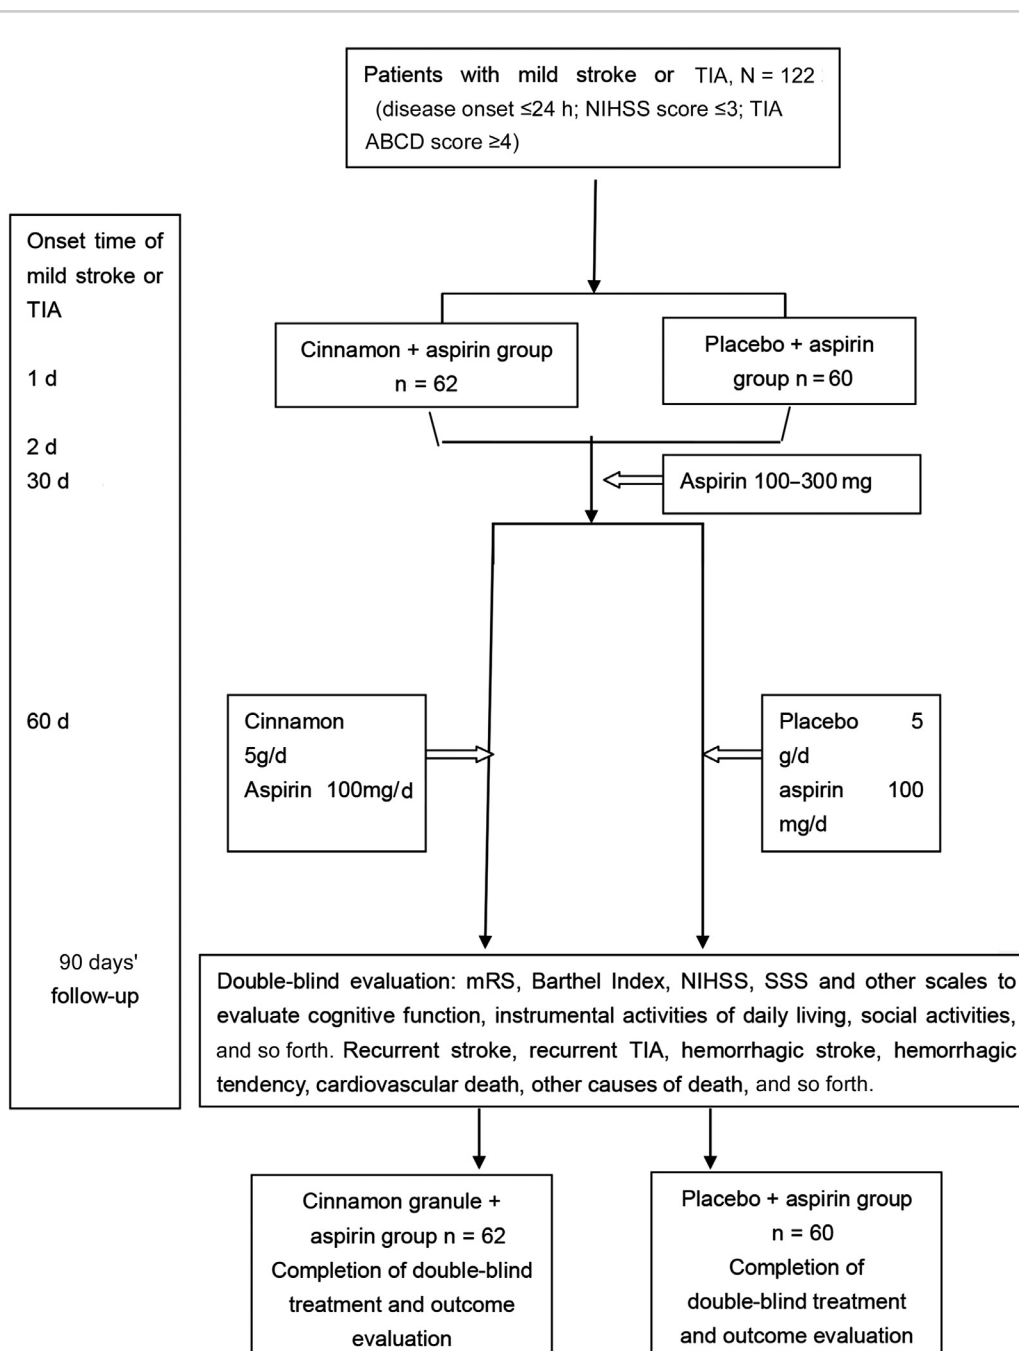 Patients with mild stroke or TIA, N = 122
(disease onset ≤24 h; NIHSS score ≤3; TIA
ABCD score ≥4)
Onset time of
mild stroke or
TIA
1 d
2 d
30 d
60 d
90 days'
follow-up
Cinnamon + aspirin group
n = 62
Placebo + aspirin
group n = 60
Aspirin 100–300 mg
Cinnamon
5g/d
Aspirin 100mg/d
Placebo 5
g/d
aspirin 100
mg/d
Double-blind evaluation: mRS, Barthel Index, NIHSS, SSS and other scales to
evaluate cognitive function, instrumental activities of daily living, social activities,
and so forth. Recurrent stroke, recurrent TIA, hemorrhagic stroke, hemorrhagic
tendency, cardiovascular death, other causes of death, and so forth.
Cinnamon granule +
aspirin group n = 62
Completion of double-blind
treatment and outcome
evaluation
Placebo + aspirin group
n = 60
Completion of
double-blind treatment
and outcome evaluation